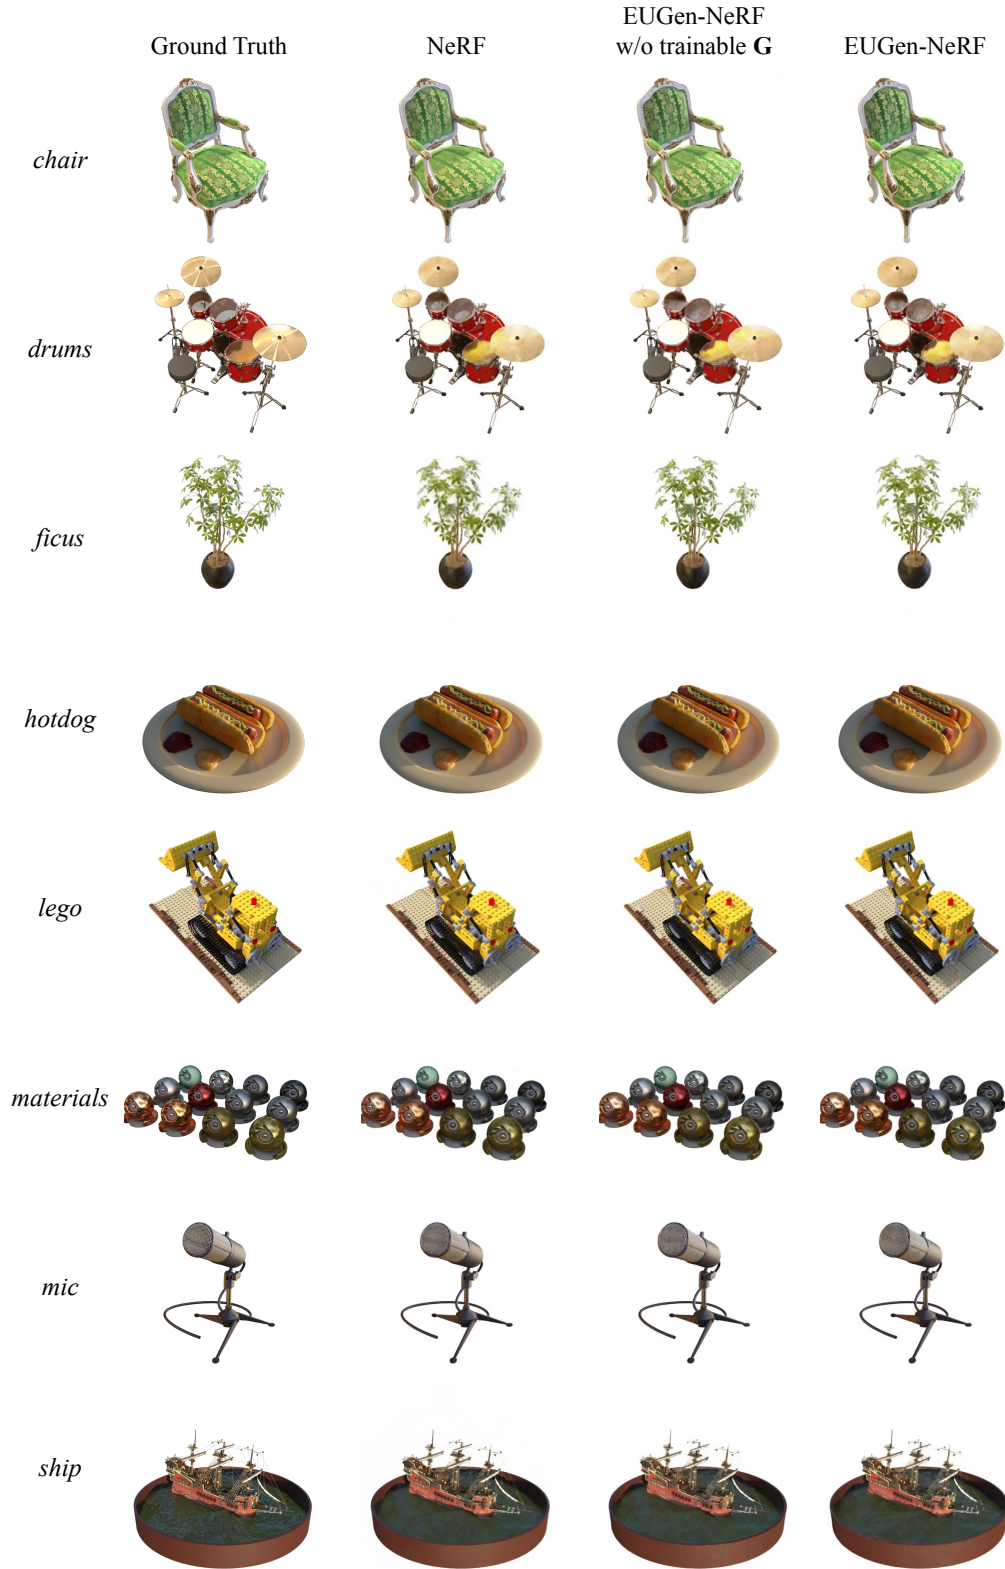 Ground Truth
NeRF
EUGen-NeRF
w/o trainable G
EUGen-NeRF
chair
drums
ficus
hotdog
lego
materials
mic
ship